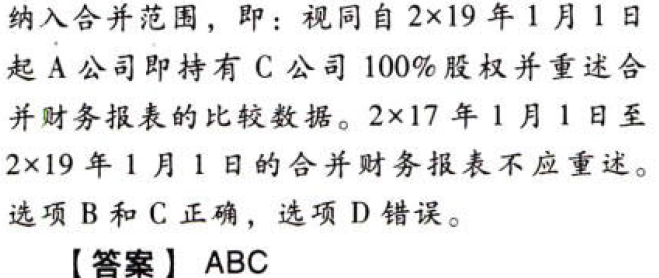 纳入合并范围，即：视同自 2×19 年 1 月 1 日
起 A 公司即持有 C 公司 100%股权并重述合
并财务报表的比较数据。2×17 年 1 月 1 日至
2×19 年 1 月 1 日的合并财务报表不应重述。
选项 B 和 C 正确，选项 D 错误。
【答案】 ABC